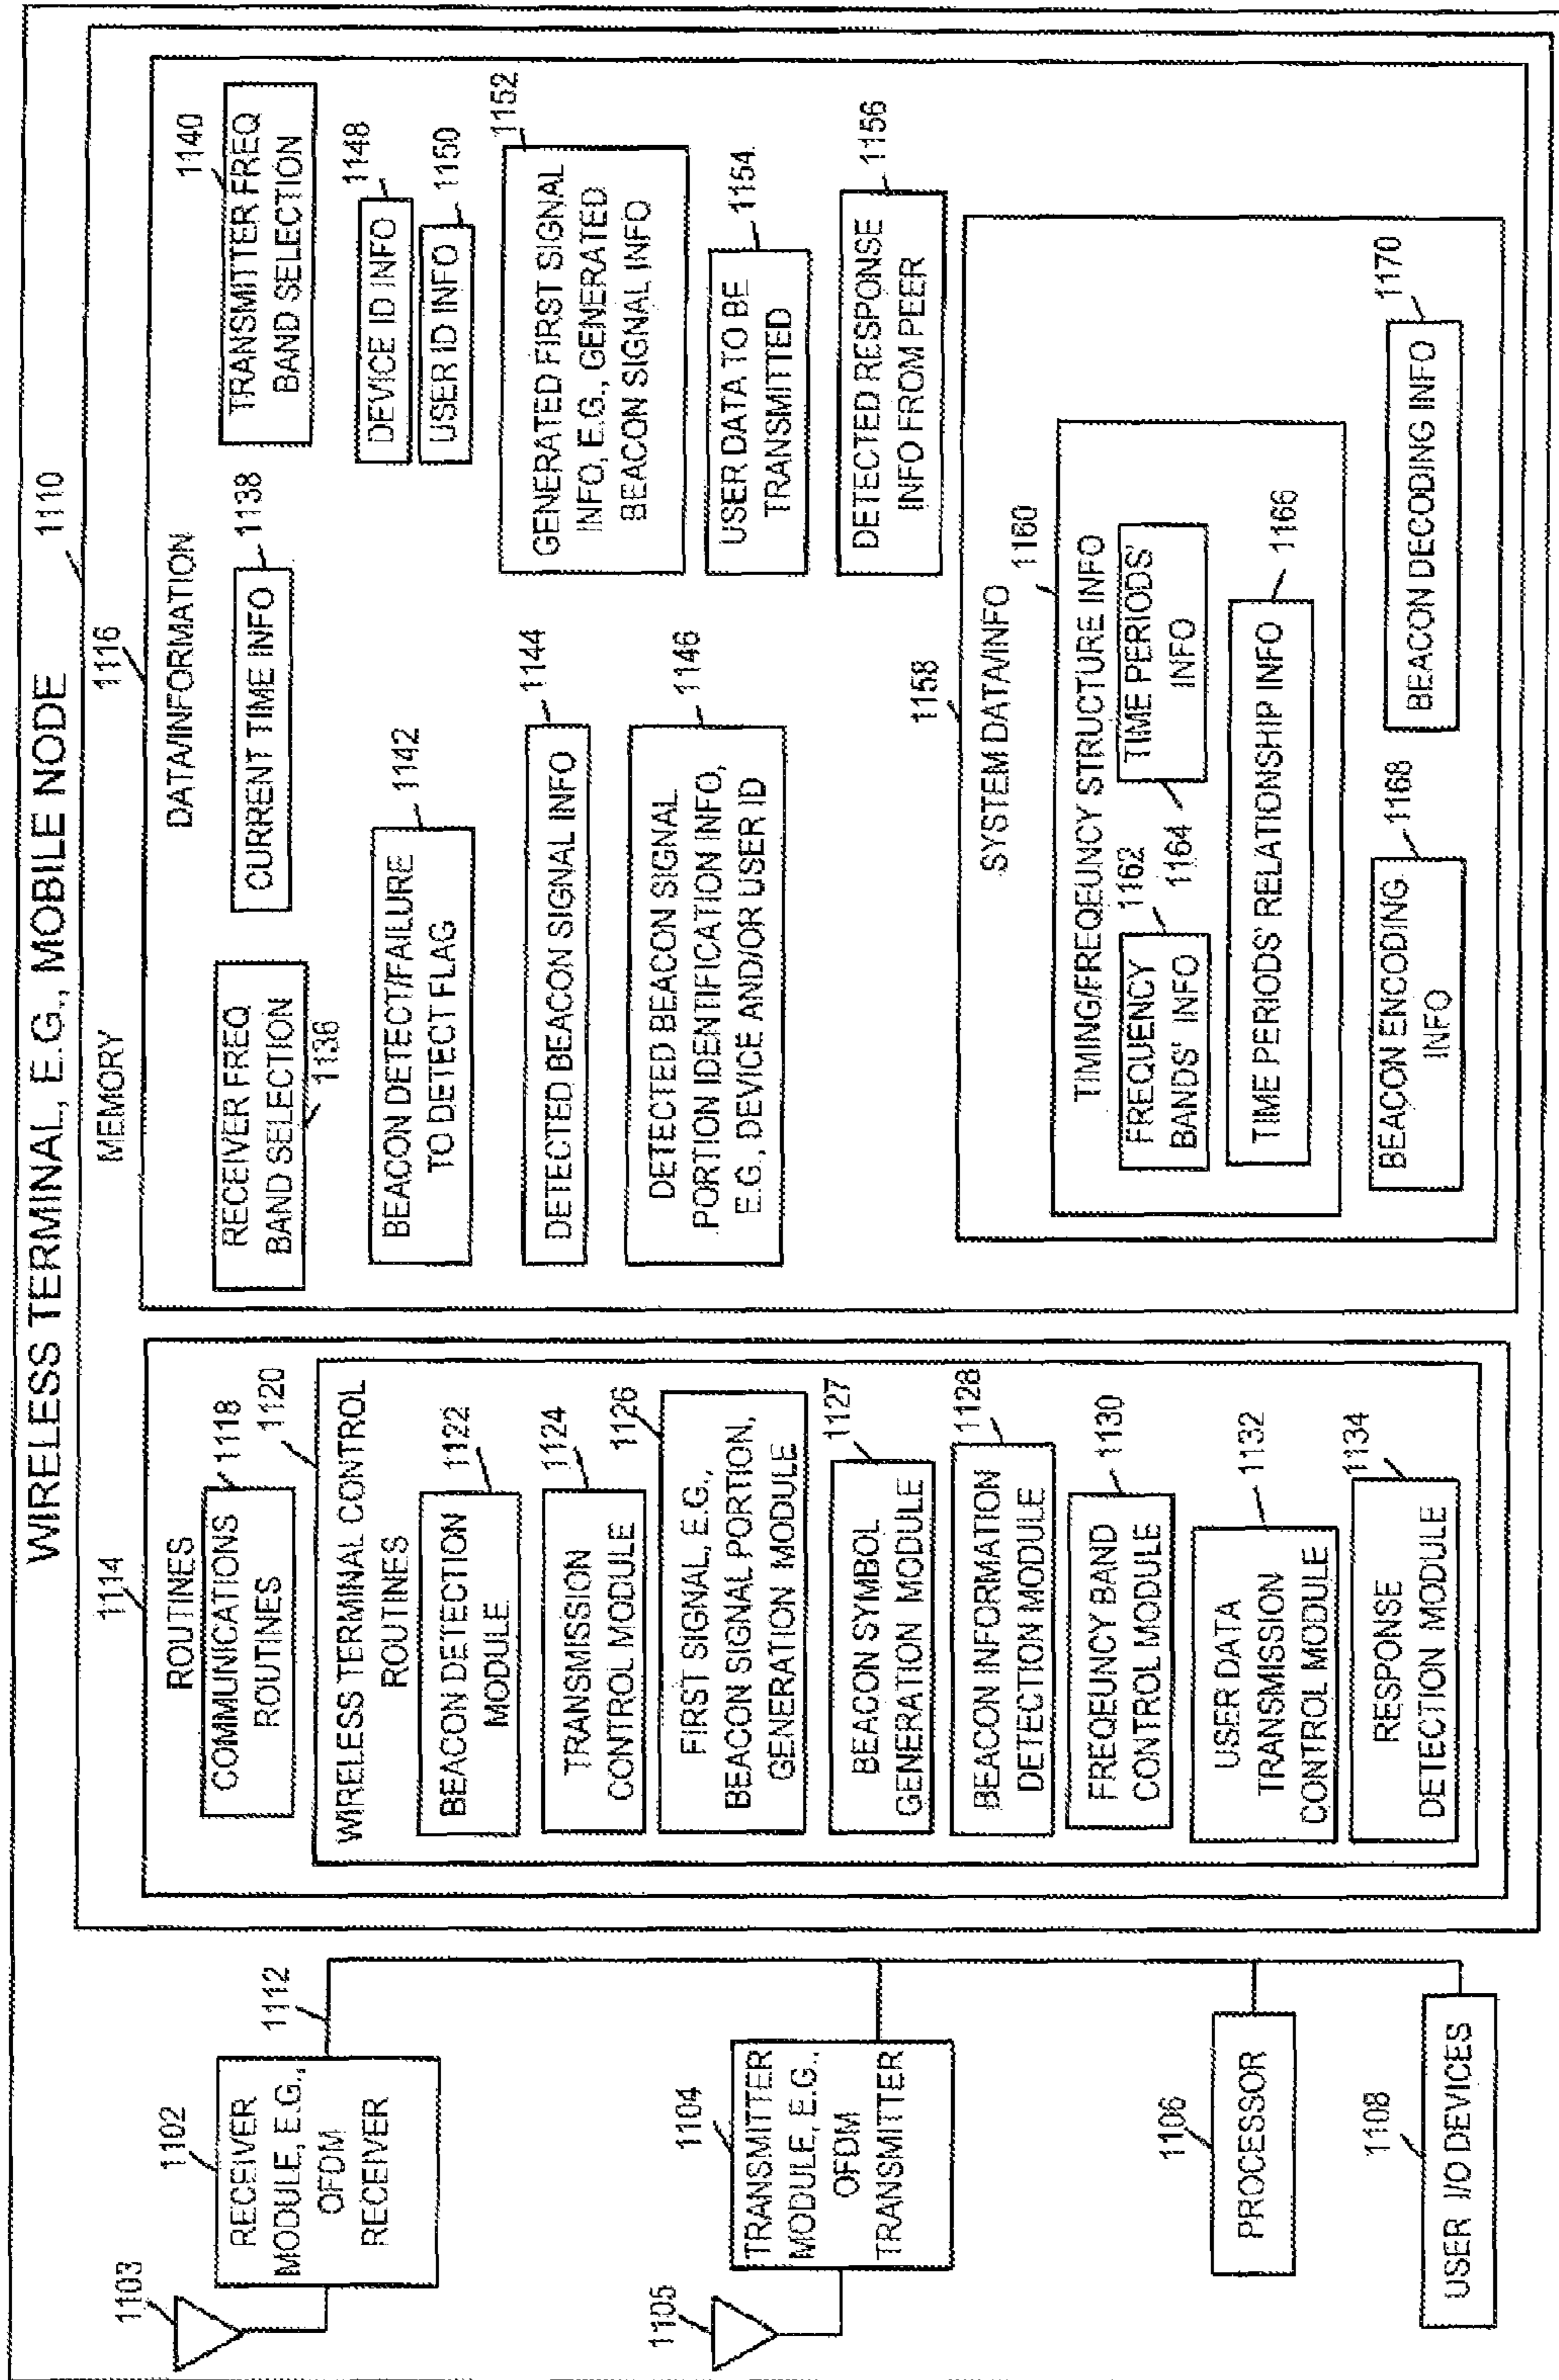 WIRELESS TERMINAL, E.G., MOBILE NODE
1110
1103
1102
RECEIVER
MODULE, E.G.,
OFDM
RECEIVER
1112
1105
1104
TRANSMITTER
MODULE, E.G.,
OFDM
TRANSMITTER
1106
PROCESSOR
1108
USER I/O DEVICES
MEMORY
1114
ROUTINES
COMMUNICATIONS
ROUTINES
1118
1120
WIRELESS TERMINAL CONTROL
ROUTINES
BEACON DETECTION
MODULE
1122
TRANSMISSION
CONTROL MODULE
1124
FIRST SIGNAL, E.G.,
BEACON SIGNAL PORTION,
GENERATION MODULE
1126
BEACON SYMBOL
GENERATION MODULE
1127
BEACON INFORMATION
DETECTION MODULE
1128
FREQEUNCY BAND
CONTROL MODULE
1130
USER DATA
TRANSMISSION
CONTROL MODULE
1132
RESPONSE
DETECTION MODULE
1134
1116
DATA/INFORMATION
RECEIVER FREQ
BAND SELECTION
1136
CURRENT TIME INFO
1138
TRANSMITTER FREQ
BAND SELECTION
1140
BEACON DETECT/FAILURE
TO DETECT FLAG
1142
DEVICE ID INFO
1148
USER ID INFO
1150
DETECTED BEACON SIGNAL INFO
1144
GENERATED FIRST SIGNAL
INFO, E.G., GENERATED
BEACON SIGNAL INFO
1152
DETECTED BEACON SIGNAL
PORTION IDENTIFICATION INFO,
E.G., DEVICE AND/OR USER ID
1146
USER DATA TO BE
TRANSMITTED
1154
DETECTED RESPONSE
INFO FROM PEER
1156
1158
SYSTEM DATA/INFO
1160
TIMING/FREQEUNCY STRUCTURE INFO
FREQUENCY
BANDS' INFO
1162
TIME PERIODS'
INFO
1164
TIME PERIODS' RELATIONSHIP INFO
1166
BEACON ENCODING
INFO
1168
BEACON DECODING INFO
1170